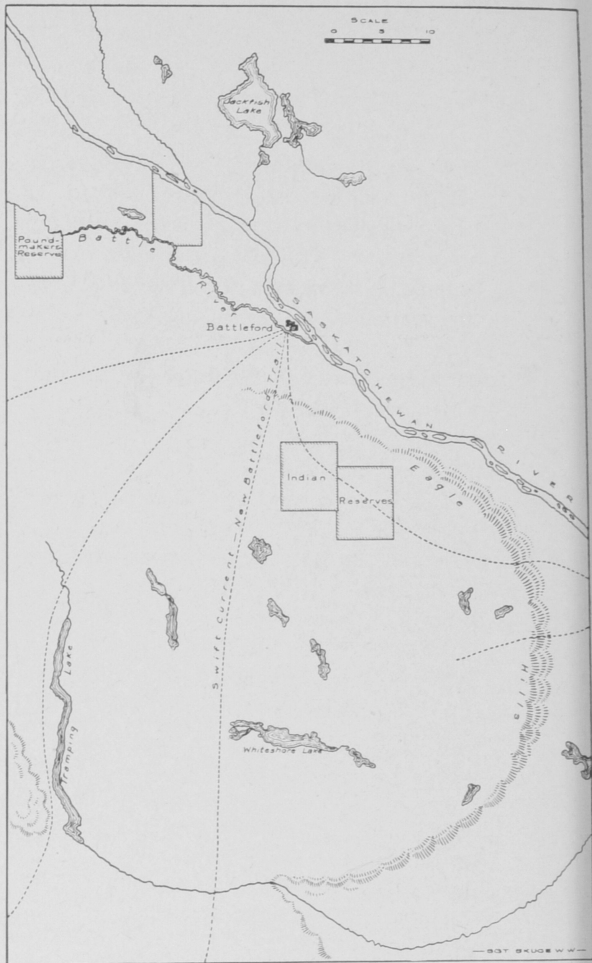 SCALE
0 5 10
Jackfish
Lake
Pound-
makers
Reserve
Battle
River
Battleford
SASKATCHEWAN RIVER
Swift Current — New Battleford Trail
Indian
Reserves
Eagle
Hills
Tramping Lake
Whiteshore Lake